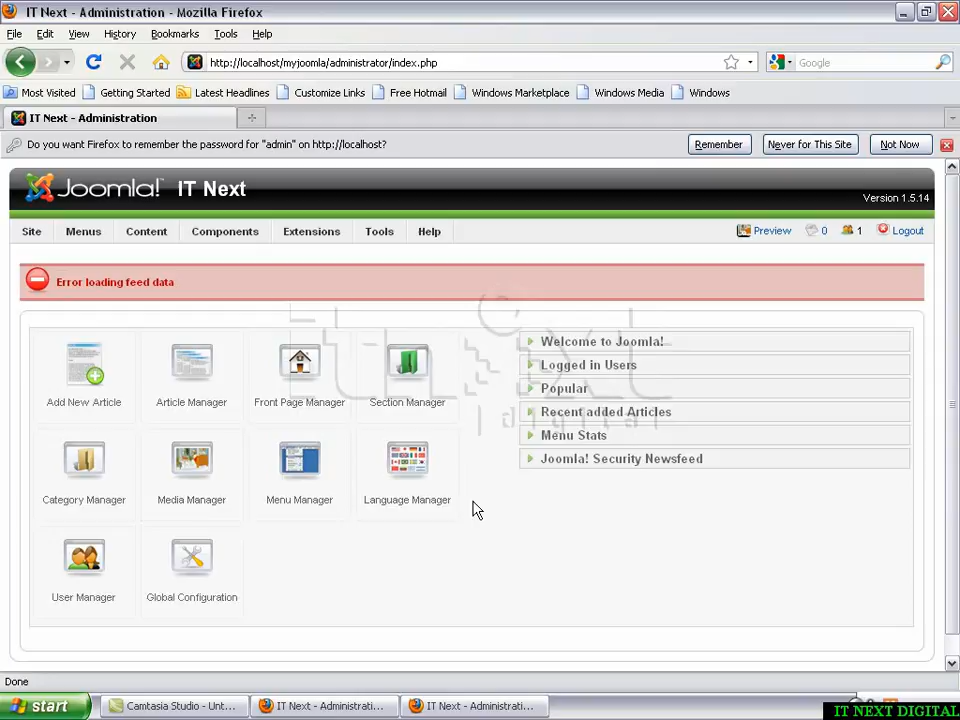 IT Next - Administration - Mozilla Firefox
File Edit View History Bookmarks Tools Help
http://localhost/myjoomla/administrator/index.php
Google
Most Visited Getting Started Latest Headlines Customize Links Free Hotmail Windows Marketplace Windows Media Windows
IT Next - Administration
Do you want Firefox to remember the password for "admin" on http://localhost?
Remember Never for This Site Not Now
Joomla! IT Next
Version 1.5.14
Site Menus Content Components Extensions Tools Help
Preview 0 1 Logout
Error loading feed data
Add New Article Article Manager Front Page Manager Section Manager
Category Manager Media Manager Menu Manager Language Manager
User Manager Global Configuration
Welcome to Joomla!
Logged in Users
Popular
Recent added Articles
Menu Stats
Joomla! Security Newsfeed
itnext
|digital|
Done
start Camtasia Studio - Unt... IT Next - Administrati... IT Next - Administrati...
IT NEXT DIGITAL